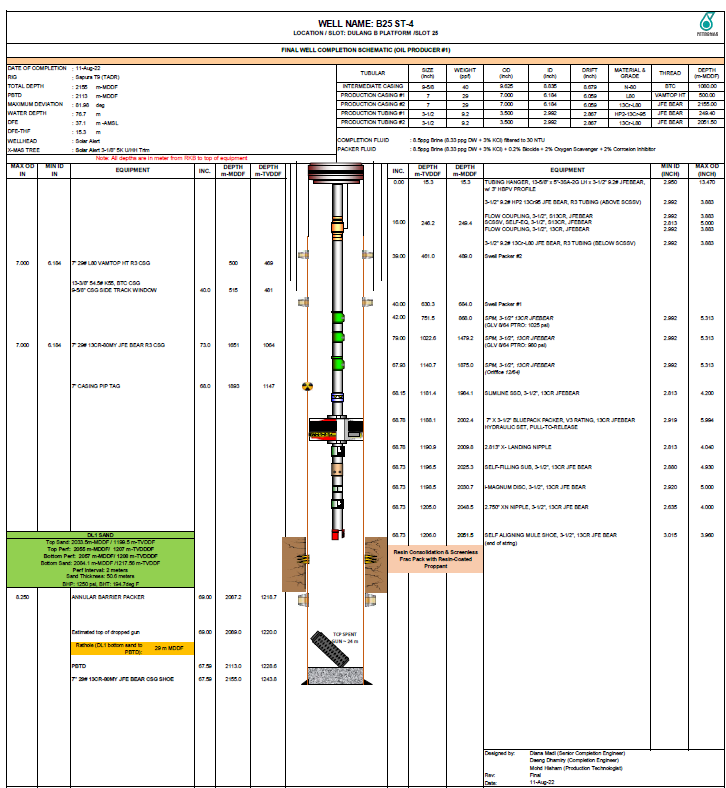 WELL NAME: B25 ST-4
LOCATION / SLOT: DULANG B PLATFORM /SLOT 25
PETRONAS
FINAL WELL COMPLETION SCHEMATIC (OIL PRODUCER #1)
DATE OF COMPLETION : 11-Aug-22
RIG : Sapura T9 (TADR)
TOTAL DEPTH : 2155 m-MDDF
PBTD : 2113 m-MDDF
MAXIMUM DEVIATION : 81.98 deg
WATER DEPTH : 76.7 m
DFE : 37.1 m -AMSL
DFE-THF : 15.3 m
WELLHEAD : Solar Alert
X-MAS TREE : Solar Alert 3-1/8" 5K U/HH Trim
TUBULAR SIZE (inch) WEIGHT (ppf) OD (inch) ID (inch) DRIFT (inch) MATERIAL & GRADE THREAD DEPTH (m-MDDF)
INTERMEDIATE CASING 9-5/8 40 9.625 8.835 8.679 N-80 BTC 1080.00
PRODUCTION CASING #1 7 29 7.000 6.184 6.059 L80 VAMTOP HT 500.00
PRODUCTION CASING #2 7 29 7.000 6.184 6.059 13Cr-L80 JFE BEAR 2155.00
PRODUCTION TUBING #1 3-1/2 9.2 3.500 2.992 2.867 HP2-13Cr-95 JFE BEAR 249.40
PRODUCTION TUBING #2 3-1/2 9.2 3.500 2.992 2.867 13Cr-L80 JFE BEAR 2051.50
COMPLETION FLUID : 8.5ppg Brine (8.33 ppg DW + 3% KCl) filtered to 30 NTU
PACKER FLUID : 8.5ppg Brine (8.33 ppg DW + 3% KCl) + 0.2% Biocide + 2% Oxygen Scavenger + 2% Corrosion Inhibitor
Note: All depths are in meter from RKB to top of equipment
MAX OD IN MIN ID IN EQUIPMENT INC. DEPTH m-MDDF DEPTH m-TVDDF
7.000 6.184 7" 29# L80 VAMTOP HT R3 CSG 500 469
13-3/8" 54.5# K55, BTC CSG
9-5/8" CSG SIDE TRACK WINDOW 40.0 515 481
7.000 6.184 7" 29# 13CR-80MY JFE BEAR R3 CSG 73.0 1651 1064
7" CASING PIP TAG 68.0 1893 1147
DL1 SAND
Top Sand: 2033.5m-MDDF / 1199.5 m-TVDDF
Top Perf: 2055 m-MDDF/ 1207 m-TVDDDF
Bottom Perf: 2057 m-MDDF/ 1208 m-TVDDDF
Bottom Sand: 2084.1 m-MDDF /1217.56 m-TVDDF
Perf Interval: 2 meters
Sand Thickness: 50.6 meters
BHP: 1250 psi, BHT: 194.7deg F
8.250 ANNULAR BARRIER PACKER 69.00 2067.2 1218.7
Estimated top of dropped gun 69.00 2069.0 1220.0
Rathole (DL1 bottom sand to PBTD): 29 m MDDF
PBTD 67.59 2113.0 1228.6
7" 29# 13CR-80MY JFE BEAR CSG SHOE 67.59 2155.0 1243.8
TCP SPENT
GUN ~ 24 m
INC. DEPTH m-TVDDF DEPTH m-MDDF EQUIPMENT MIN ID (INCH) MAX OD (INCH)
0.00 15.3 15.3 TUBING HANGER, 13-5/8" x 5"-3SA-2G LH x 3-1/2" 9.2# JFEBEAR, w/ 3" HBPV PROFILE 2.950 13.470
3-1/2" 9.2# HP2 13Cr95 JFE BEAR, R3 TUBING (ABOVE SCSSV) 2.992 3.883
FLOW COUPLING, 3-1/2", S13CR, JFEBEAR 2.992 3.883
16.00 246.2 249.4 SCSSV, SELF-EQ, 3-1/2", S13CR, JFEBEAR 2.813 5.000
FLOW COUPLING, 3-1/2", 13CR, JFEBEAR 2.992 3.883
3-1/2" 9.2# 13Cr-L80 JFE BEAR, R3 TUBING (BELOW SCSSV) 2.992 3.883
39.00 461.0 489.0 Swell Packer #2
40.00 630.3 664.0 Swell Packer #1
42.00 751.5 868.0 SPM, 3-1/2" 13CR JFEBEAR 2.992 5.313
(GLV 8/64 PTRO: 1025 psi)
79.00 1022.6 1479.2 SPM, 3-1/2", 13CR JFEBEAR 2.992 5.313
(GLV 8/64 PTRO: 980 psi)
67.93 1140.7 1875.0 SPM, 3-1/2", 13CR JFEBEAR 2.992 5.313
(Oriffice 12/64)
68.15 1181.4 1984.1 SLIMLINE SSD, 3-1/2", 13CR JFEBEAR 2.813 4.200
68.78 1188.1 2002.4 7" X 3-1/2" BLUEPACK PACKER, V3 RATING, 13CR JFEBEAR 2.919 5.994
HYDRAULIC SET, PULL-TO-RELEASE
68.78 1190.9 2009.8 2.813" X- LANDING NIPPLE 2.813 4.040
68.73 1196.5 2025.3 SELF-FILLING SUB, 3-1/2", 13CR JFE BEAR 2.880 4.930
68.73 1198.5 2030.7 I-MAGNUM DISC, 3-1/2", 13CR JFE BEAR 2.920 5.000
68.73 1205.0 2048.5 2.750" XN NIPPLE, 3-1/2", 13CR JFE BEAR 2.635 4.000
68.73 1206.0 2051.5 SELF ALIGNING MULE SHOE, 3-1/2", 13CR JFE BEAR 3.015 3.960
(end of string)
Resin Consolidation & Screenless
Frac Pack with Resin-Coated
Proppant
Designed by: Diana Madi (Senior Completion Engineer)
Daeng Dhamiry (Completion Engineer)
Mohd Hisham (Production Technologist)
Rev: Final
Date: 11-Aug-22